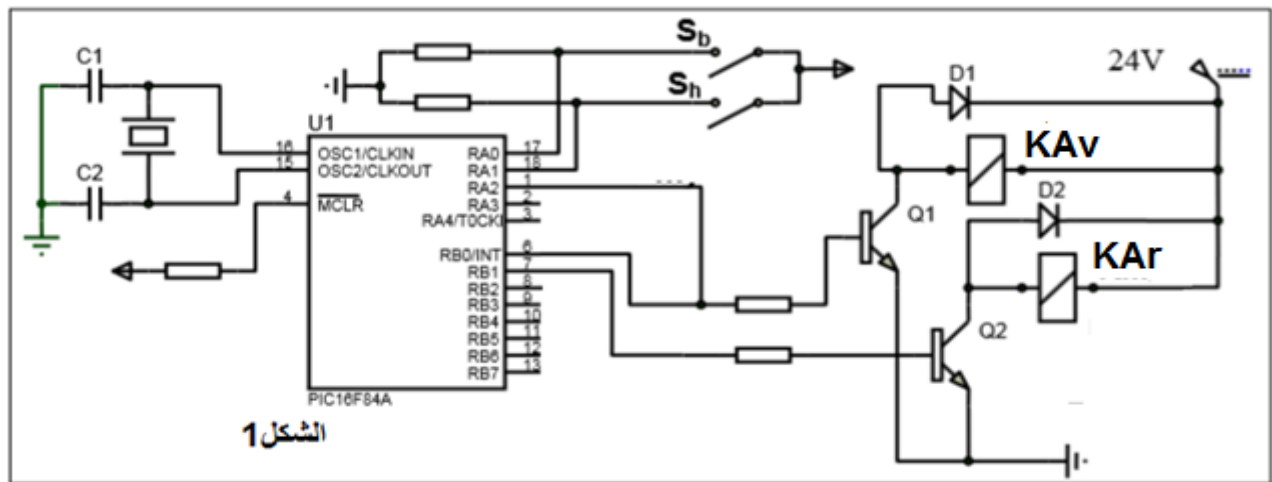 C1
C2
Sb
Sh
24V
D1
KAv
D2
KAr
Q1
Q2
U1
16 OSC1/CLKIN
15 OSC2/CLKOUT
4 MCLR
RA0 17
RA1 18
RA2 1
RA3 2
RA4/T0CKI 3
RB0/INT 6
RB1 7
RB2 8
RB3 9
RB4 10
RB5 11
RB6 12
RB7 13
PIC16F84A
الشكل1